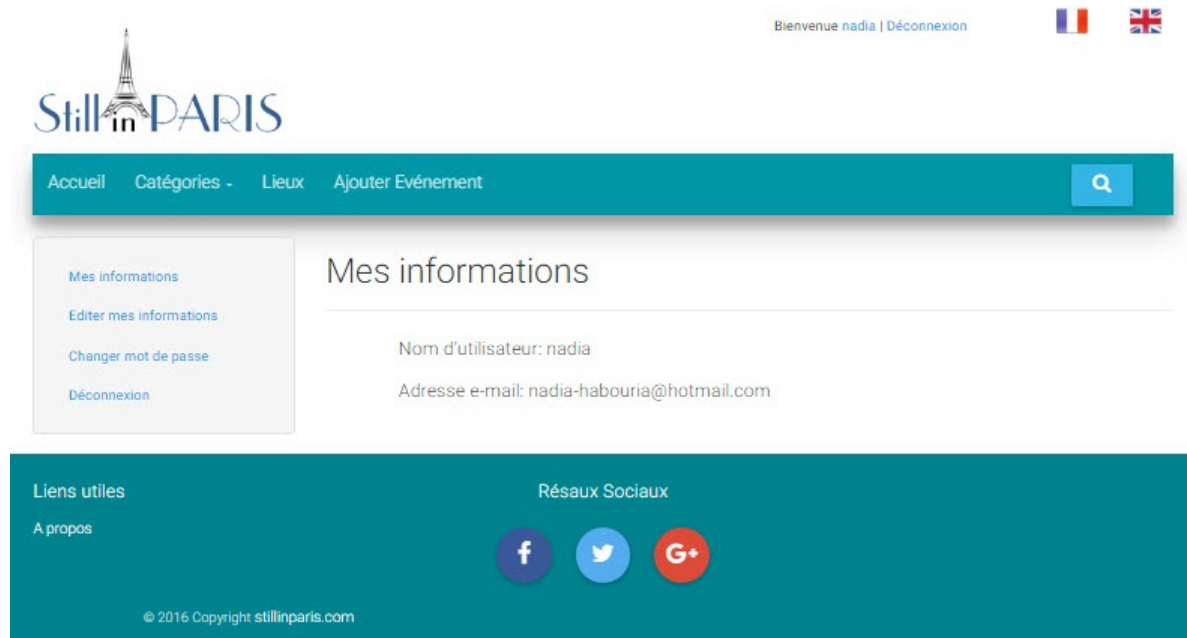 Bienvenue nadia | Déconnexion
Still in PARIS
Accueil Catégories Lieux Ajouter Evénement
Mes informations
Editer mes informations
Changer mot de passe
Déconnexion
Mes informations
Nom d'utilisateur: nadia
Adresse e-mail: nadia-habouria@hotmail.com
Liens utiles
A propos
Résaux Sociaux
f G+
© 2016 Copyright stillinparis.com